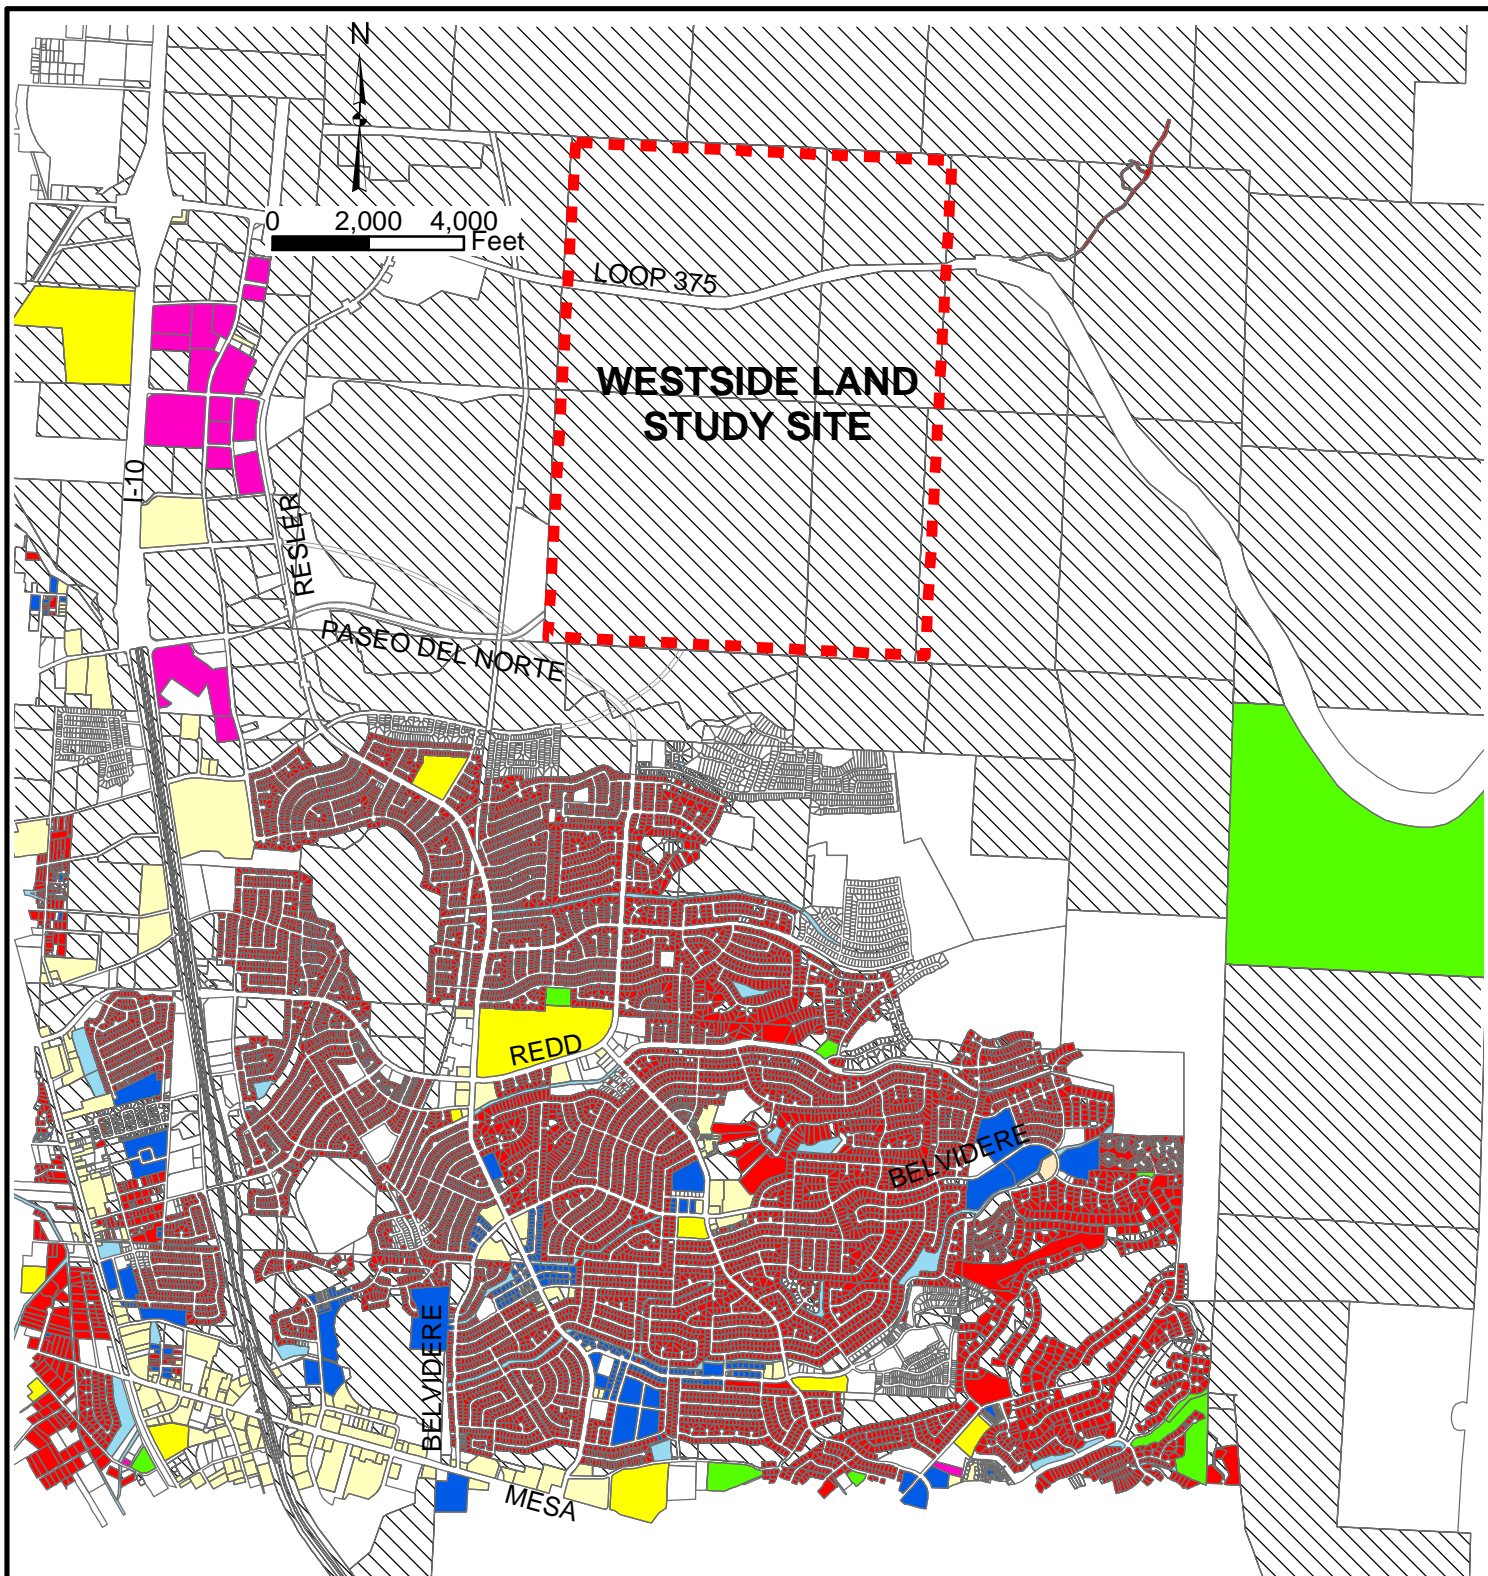 N
0 2,000 4,000
Feet
LOOP 375
WESTSIDE LAND
STUDY SITE
I-10
RESLER
PASEO DEL NORTE
REDD
BELVIDERE
BELVIDERE
MESA